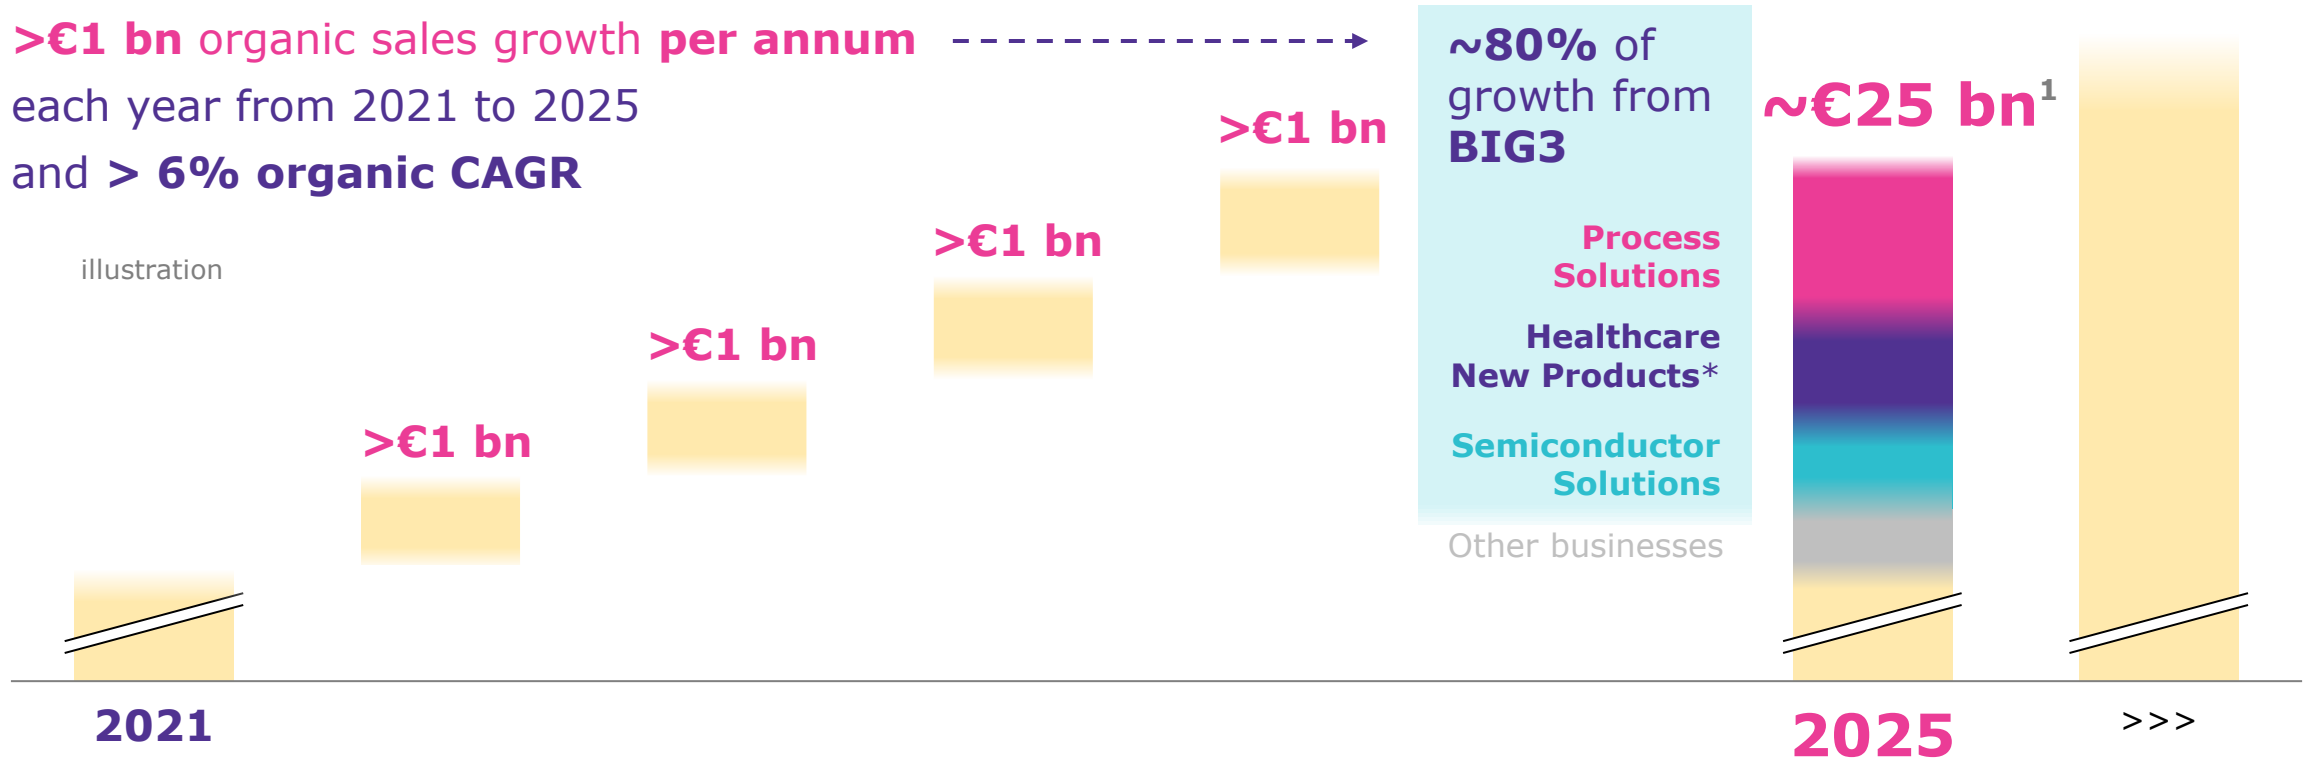 >€1 bn organic sales growth per annum
each year from 2021 to 2025
and > 6% organic CAGR
illustration
>€1 bn
>€1 bn
>€1 bn
>€1 bn
~80% of
growth from
BIG3
Process
Solutions
Healthcare
New Products*
Semiconductor
Solutions
Other businesses
~€25 bn¹
2021
2025
>>>